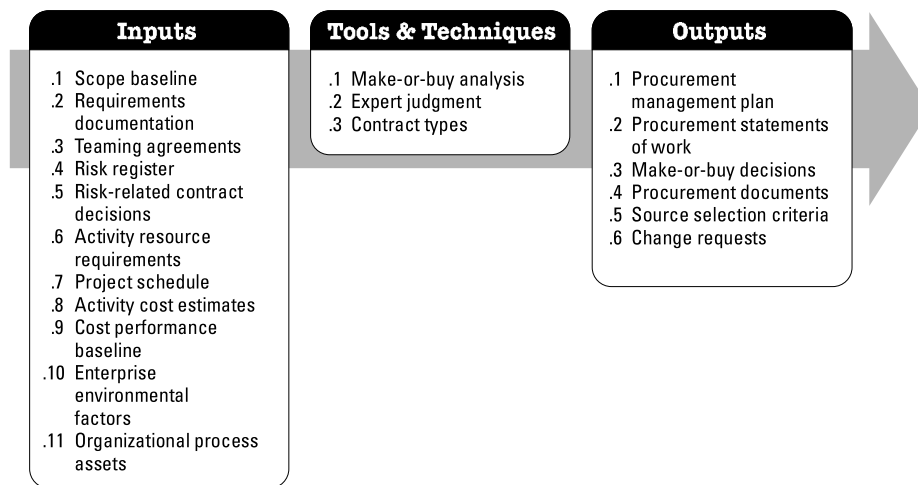 Inputs
.1 Scope baseline
.2 Requirements
documentation
.3 Teaming agreements
.4 Risk register
.5 Risk-related contract
decisions
.6 Activity resource
requirements
.7 Project schedule
.8 Activity cost estimates
.9 Cost performance
baseline
.10 Enterprise
environmental
factors
.11 Organizational process
assets
Tools & Techniques
.1 Make-or-buy analysis
.2 Expert judgment
.3 Contract types
Outputs
.1 Procurement
management plan
.2 Procurement statements
of work
.3 Make-or-buy decisions
.4 Procurement documents
.5 Source selection criteria
.6 Change requests